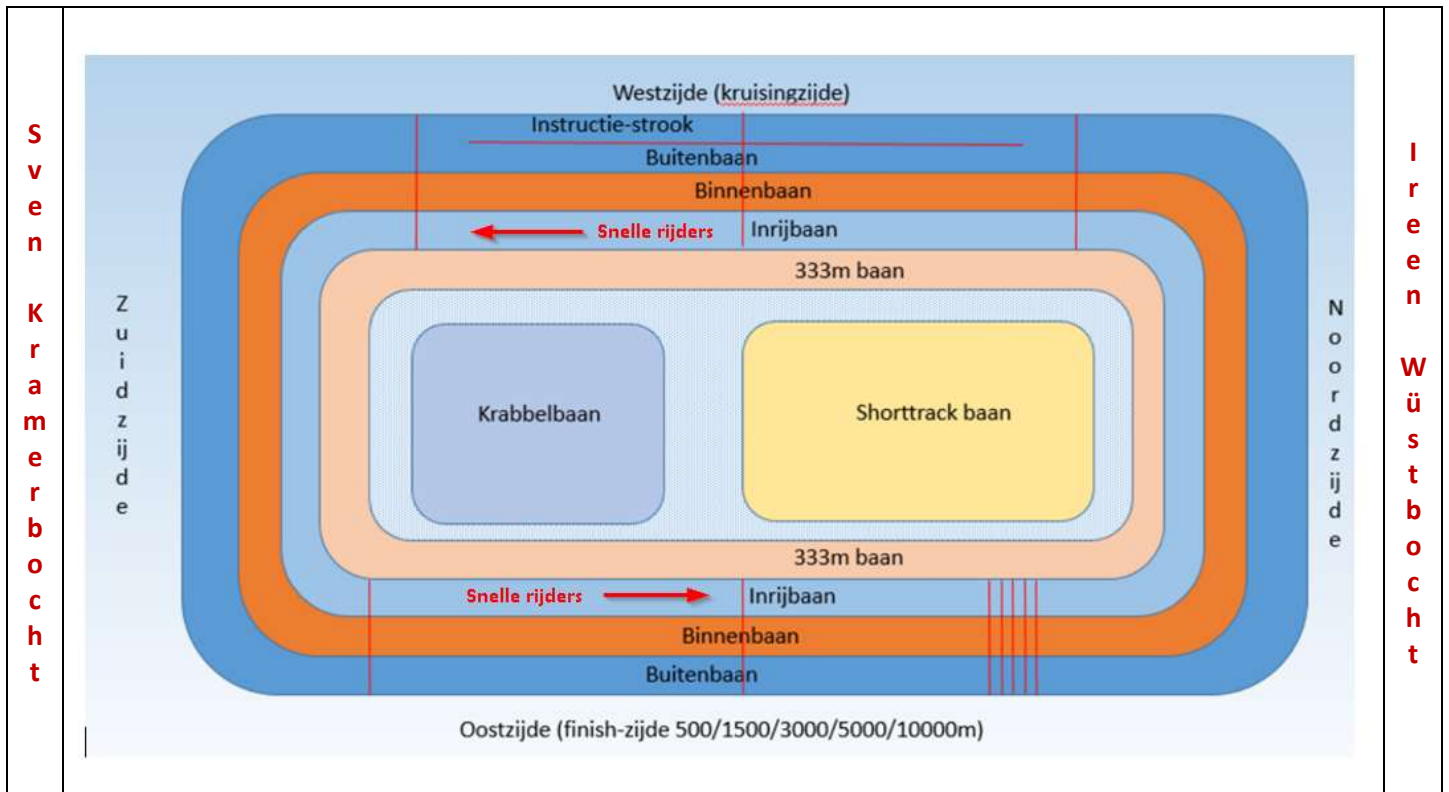 Sven Kramerbocht
Westzijde (kruisingzijde)
Instructie-strook
Buitenbaan
Binnenbaan
Snelle rijders Inrijbaan
333m baan
Zuidzijde
Krabbelbaan
Shorttrack baan
Noordzijde
333m baan
Snelle rijders Inrijbaan
Binnenbaan
Buitenbaan
Oostzijde (finish-zijde 500/1500/3000/5000/10000m)
Ireen Wüstbocht